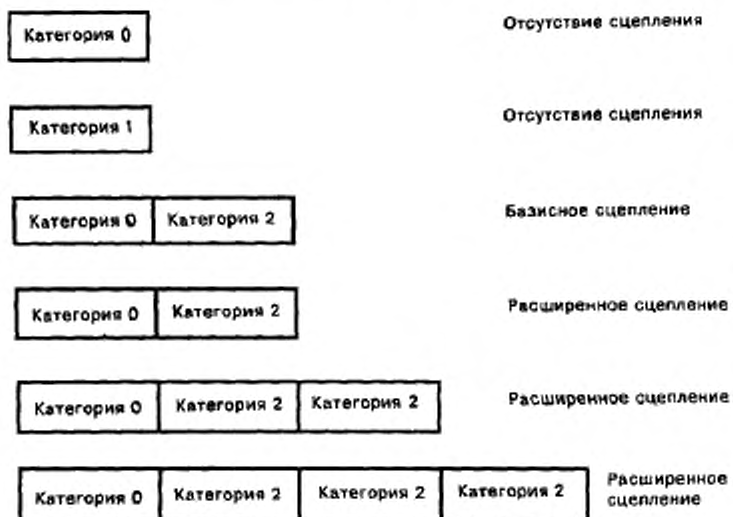 Категория 0 Отсутствие сцепления
Категория 1 Отсутствие сцепления
Категория 0 Категория 2 Базисное сцепление
Категория 0 Категория 2 Расширенное сцепление
Категория 0 Категория 2 Категория 2 Расширенное сцепление
Категория 0 Категория 2 Категория 2 Категория 2 Расширенное
сцепление